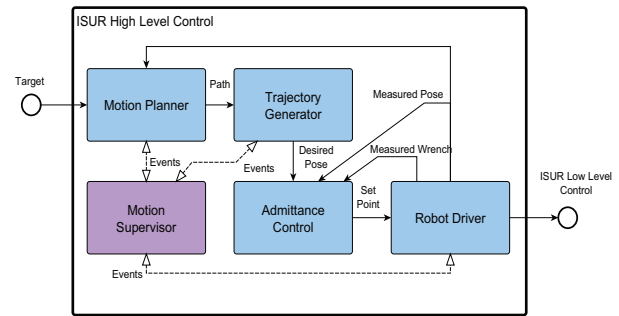 ISUR High Level Control
Target
Motion Planner
Path
Trajectory
Generator
Measured Pose
Events
Events
Desired
Pose
Measured Wrench
Motion
Supervisor
Admittance
Control
Set
Point
Robot Driver
ISUR Low Level
Control
Events